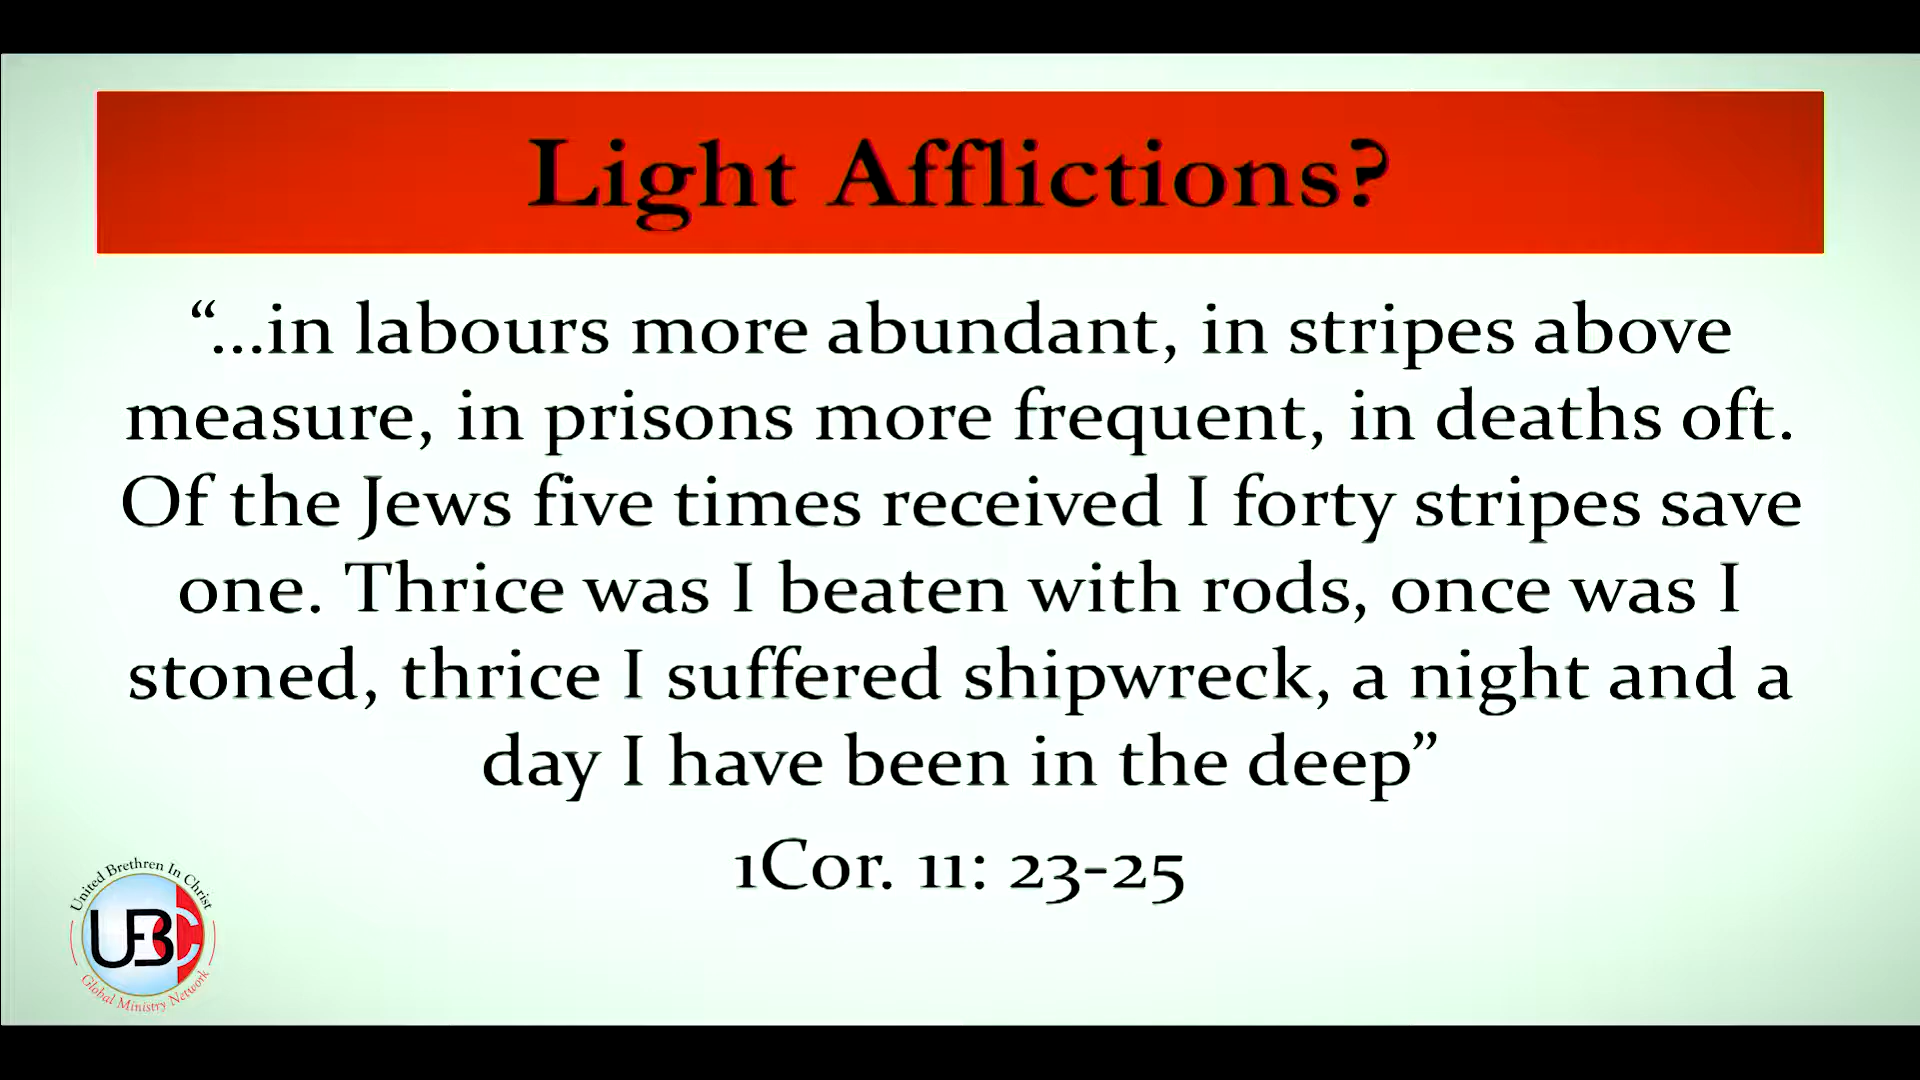 Light Afflictions?
“...in labours more abundant, in stripes above
measure, in prisons more frequent, in deaths oft.
Of the Jews five times received I forty stripes save
one. Thrice was I beaten with rods, once was I
stoned, thrice I suffered shipwreck, a night and a
day I have been in the deep”
1Cor. 11: 23-25
United Brethren In Christ
UBC
Global Ministry Network